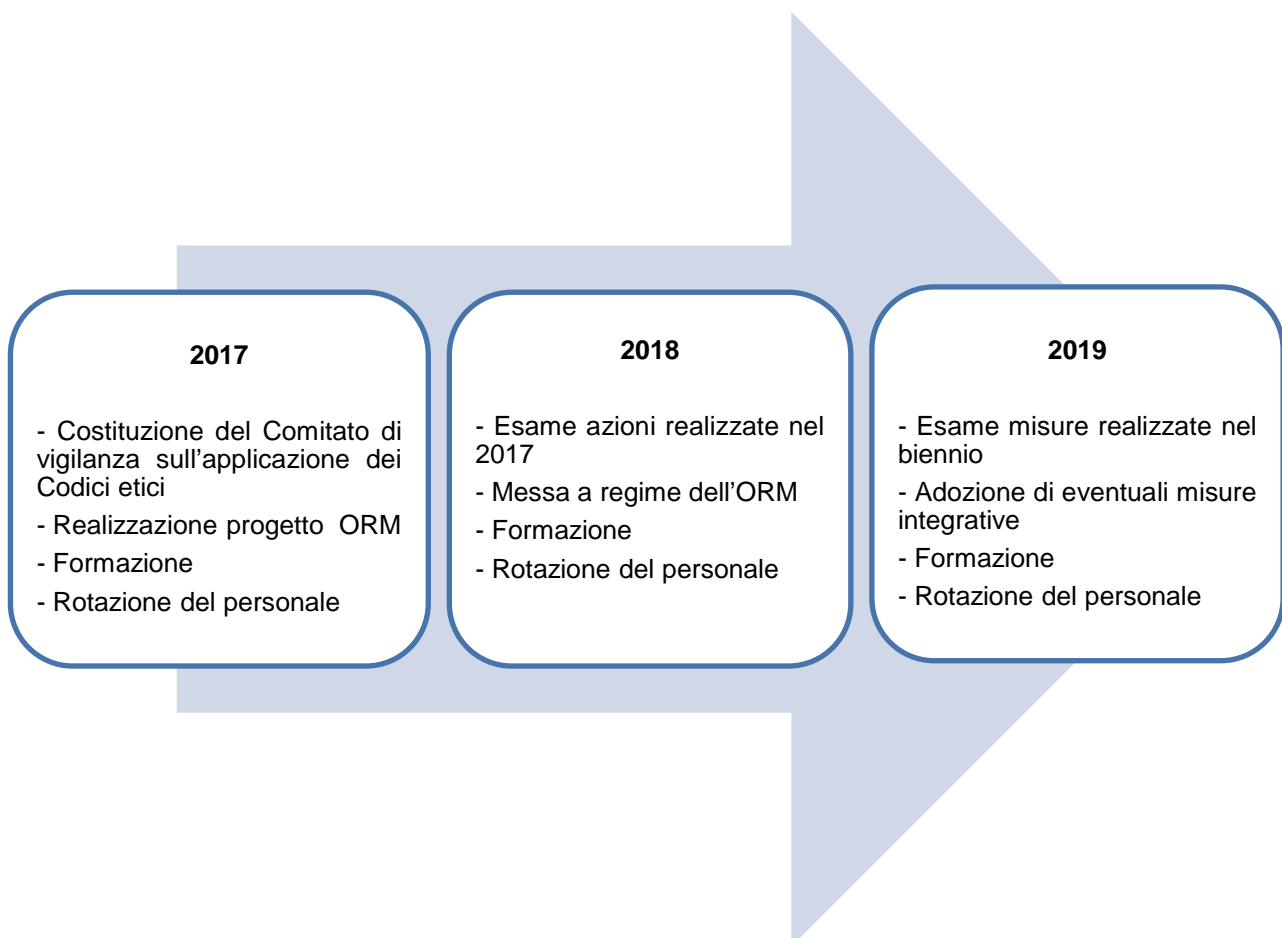 2017
- Costituzione del Comitato di
vigilanza sull’applicazione dei
Codici etici
- Realizzazione progetto ORM
- Formazione
- Rotazione del personale
2018
- Esame azioni realizzate nel
2017
- Messa a regime dell’ORM
- Formazione
- Rotazione del personale
2019
- Esame misure realizzate nel
biennio
- Adozione di eventuali misure
integrative
- Formazione
- Rotazione del personale